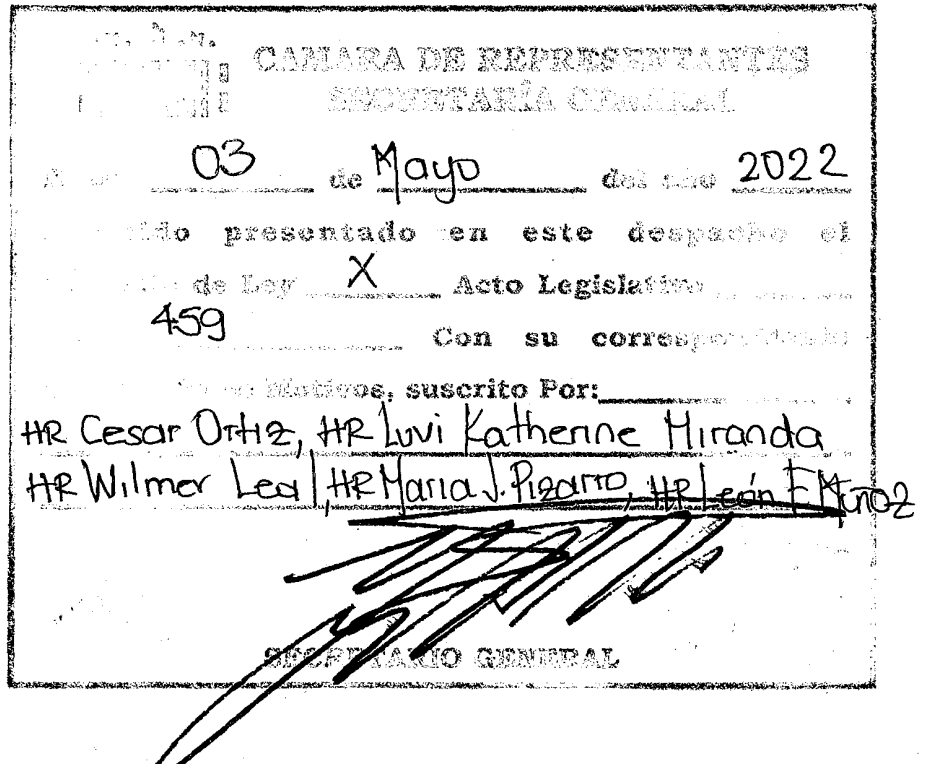 CAMARA DE REPRESENTANTES
SECRETARÍA GENERAL
03 de Mayo del año 2022
presentado en este despacho el
de Ley X Acto Legislativo
459 Con su correspondiente
Motivos, suscrito Por:
HR Cesar Ortiz, HR Luvi Katherine Miranda
HR Wilmer Leal, HR Maria J. Pizarro, HR León F Muñoz
SECRETARIO GENERAL